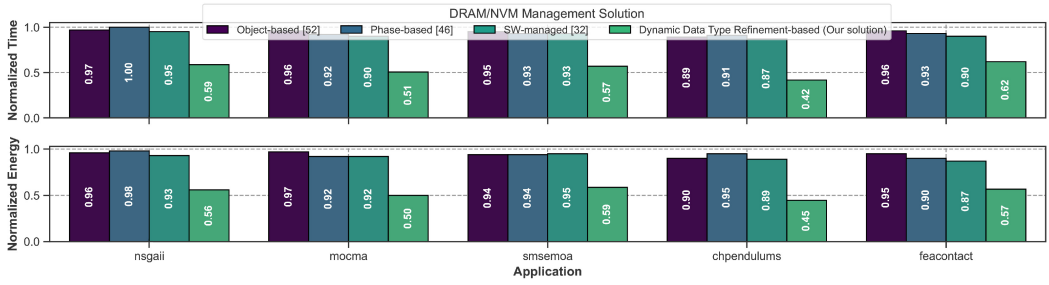 DRAM/NVM Management Solution
Object-based [52] Phase-based [46] SW-managed [32] Dynamic Data Type Refinement-based (Our solution)
Normalized Time
1.0
0.5
0.0
0.97 1.00 0.95 0.59 0.96 0.92 0.90 0.51 0.95 0.93 0.93 0.57 0.89 0.91 0.87 0.42 0.96 0.93 0.90 0.62
Normalized Energy
1.0
0.5
0.0
0.96 0.98 0.93 0.56 0.97 0.92 0.92 0.50 0.94 0.94 0.95 0.59 0.90 0.95 0.89 0.45 0.95 0.90 0.87 0.57
nsgaii mocma smsemoa chpendulums feacontact
Application